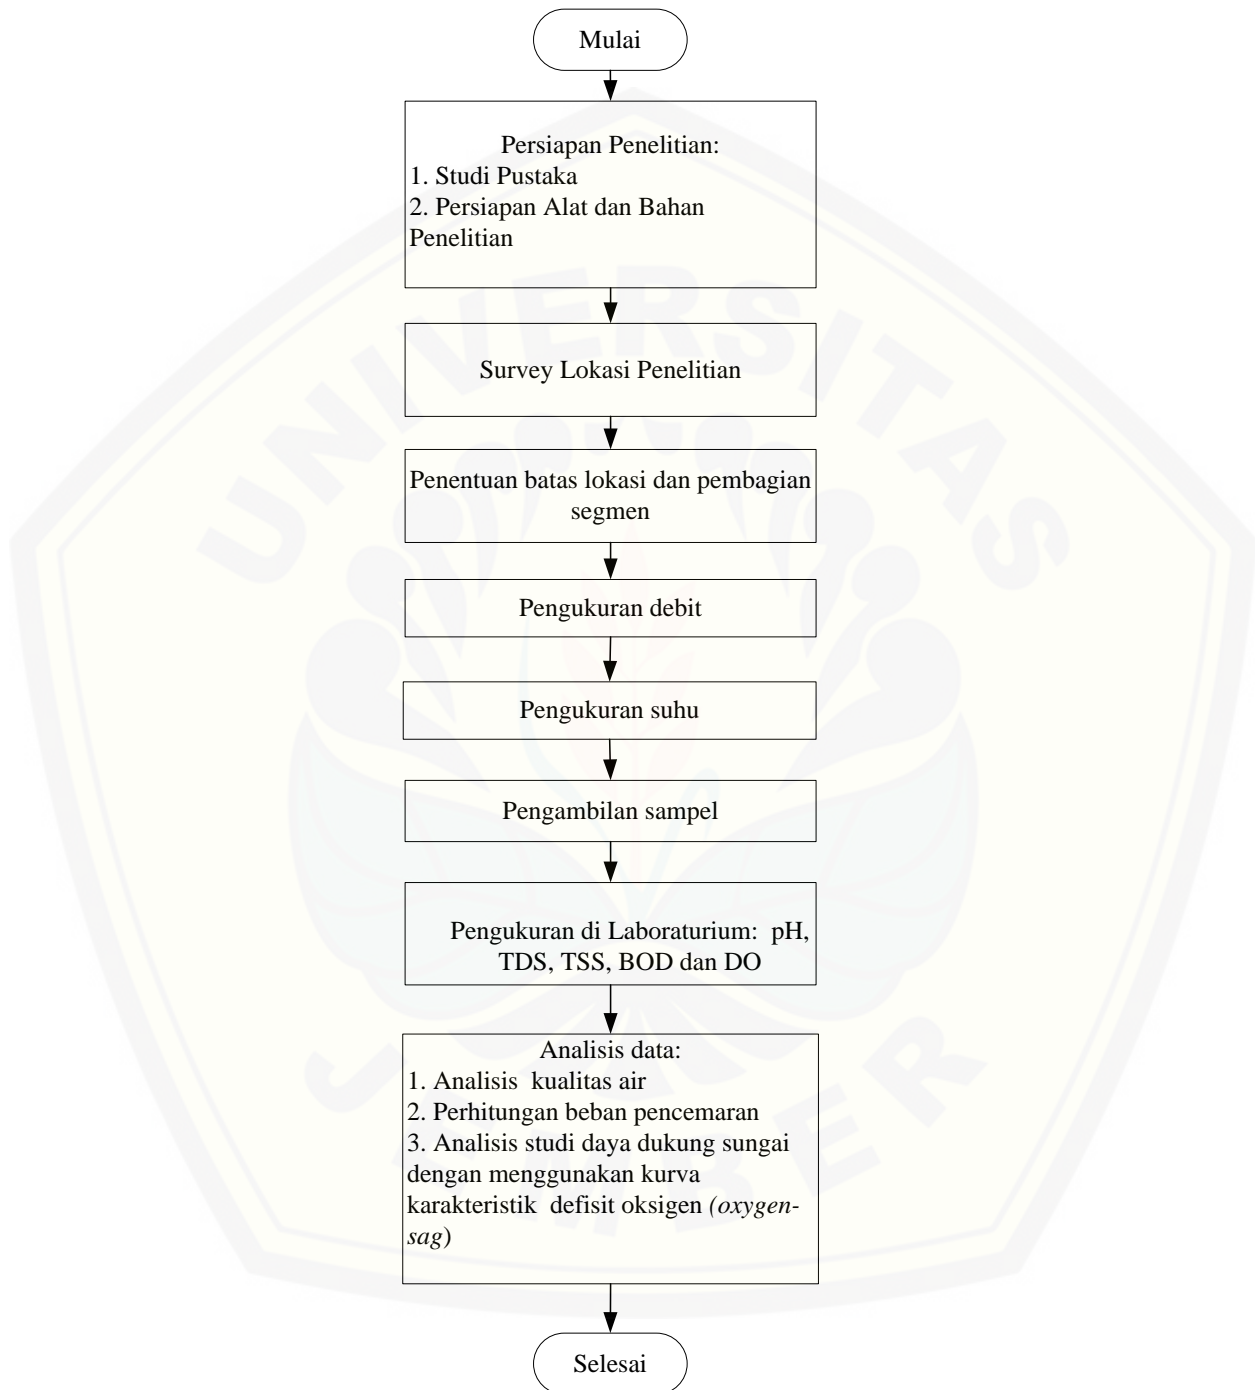 Mulai
Persiapan Penelitian:
1. Studi Pustaka
2. Persiapan Alat dan Bahan
Penelitian
Survey Lokasi Penelitian
Penentuan batas lokasi dan pembagian
segmen
Pengukuran debit
Pengukuran suhu
Pengambilan sampel
Pengukuran di Laboraturium: pH,
TDS, TSS, BOD dan DO
Analisis data:
1. Analisis kualitas air
2. Perhitungan beban pencemaran
3. Analisis studi daya dukung sungai
dengan menggunakan kurva
karakteristik defisit oksigen (oxygen-
sag)
Selesai
UNIVERSITAS
JEMBER